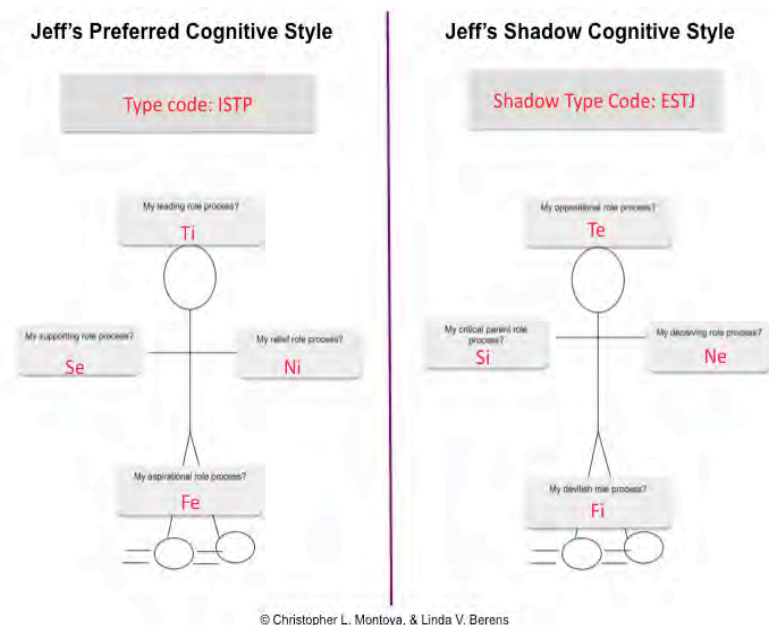 Jeff's Preferred Cognitive Style
Type code: ISTP
My leading role process?
Ti
My supporting role process?
Se
My relief role process?
Ni
My aspirational role process?
Fe
Jeff's Shadow Cognitive Style
Shadow Type Code: ESTJ
My oppositional role process?
Te
My critical parent role
process?
Si
My deceiving role process?
Ne
My devilish role process?
Fi
© Christopher L. Montoya, & Linda V. Berens